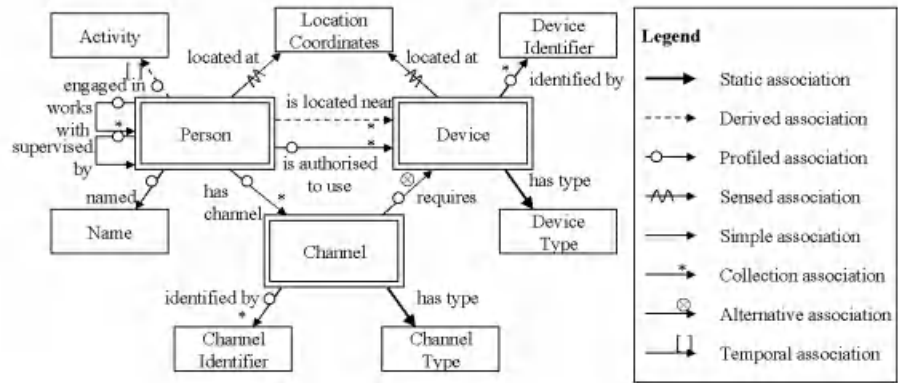 Activity
Location
Coordinates
Device
Identifier
Legend
located at
located at
[ ]
engaged in
*
identified by
works
with
*
supervised
by
Person
is located near
*
*
Device
is authorised
to use
named
has
channel
*
requires
has type
Name
Channel
Device
Type
identified by
*
has type
Channel
Identifier
Channel
Type
Static association
Derived association
Profiled association
Sensed association
Simple association
*
Collection association
Alternative association
[ ]
Temporal association